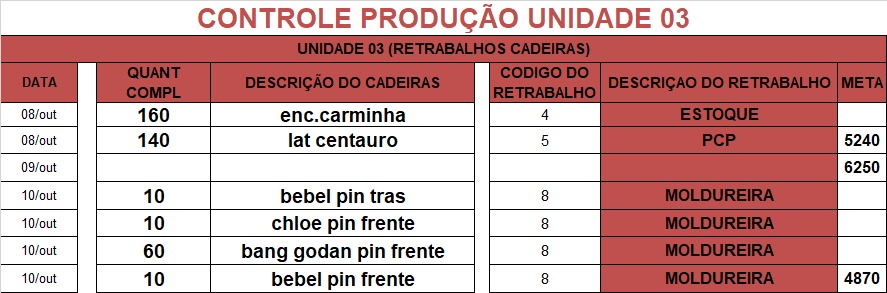 CONTROLE PRODUÇÃO UNIDADE 03
UNIDADE 03 (RETRABALHOS CADEIRAS)
DATA QUANT COMPL DESCRIÇÃO DO CADEIRAS CODIGO DO RETRABALHO DESCRIÇAO DO RETRABALHO META
08/out 160 enc.carminha 4 ESTOQUE
08/out 140 lat centauro 5 PCP 5240
09/out 6250
10/out 10 bebel pin tras 8 MOLDUREIRA
10/out 10 chloe pin frente 8 MOLDUREIRA
10/out 60 bang godan pin frente 8 MOLDUREIRA
10/out 10 bebel pin frente 8 MOLDUREIRA 4870